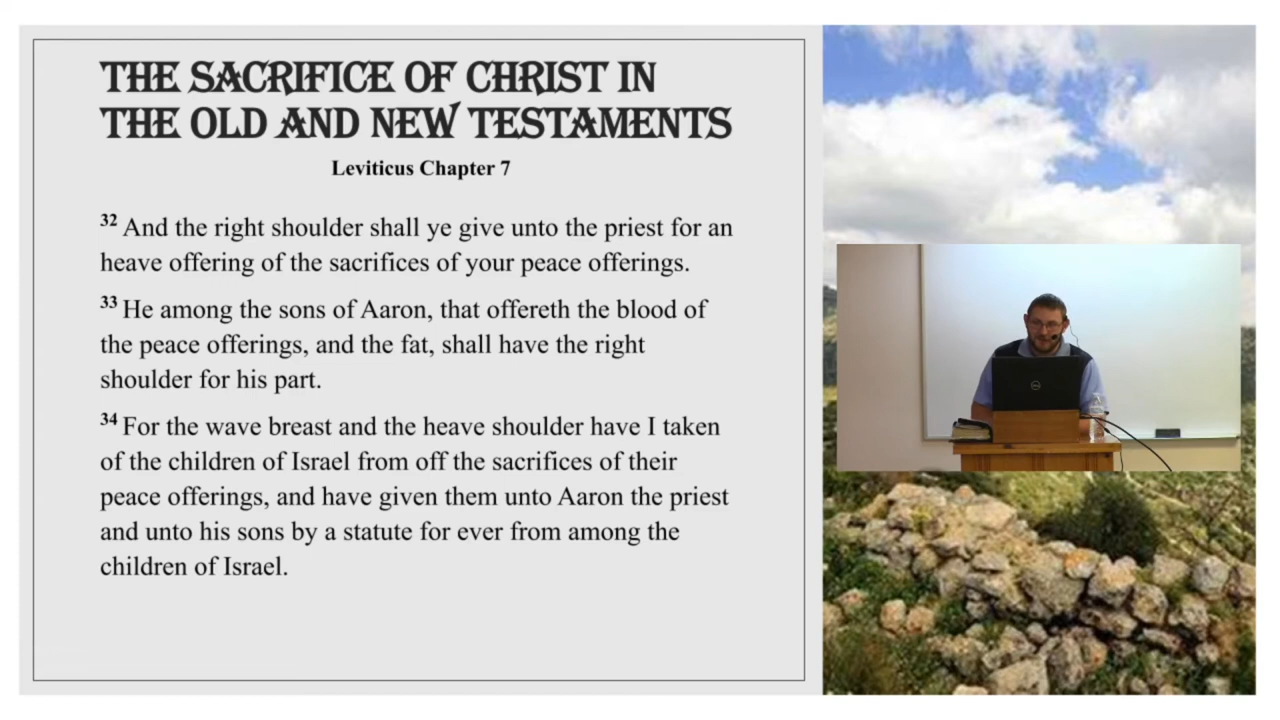 THE SACRIFICE OF CHRIST IN
THE OLD AND NEW TESTAMENTS
Leviticus Chapter 7
32 And the right shoulder shall ye give unto the priest for an
heave offering of the sacrifices of your peace offerings.
33 He among the sons of Aaron, that offereth the blood of
the peace offerings, and the fat, shall have the right
shoulder for his part.
34 For the wave breast and the heave shoulder have I taken
of the children of Israel from off the sacrifices of their
peace offerings, and have given them unto Aaron the priest
and unto his sons by a statute for ever from among the
children of Israel.